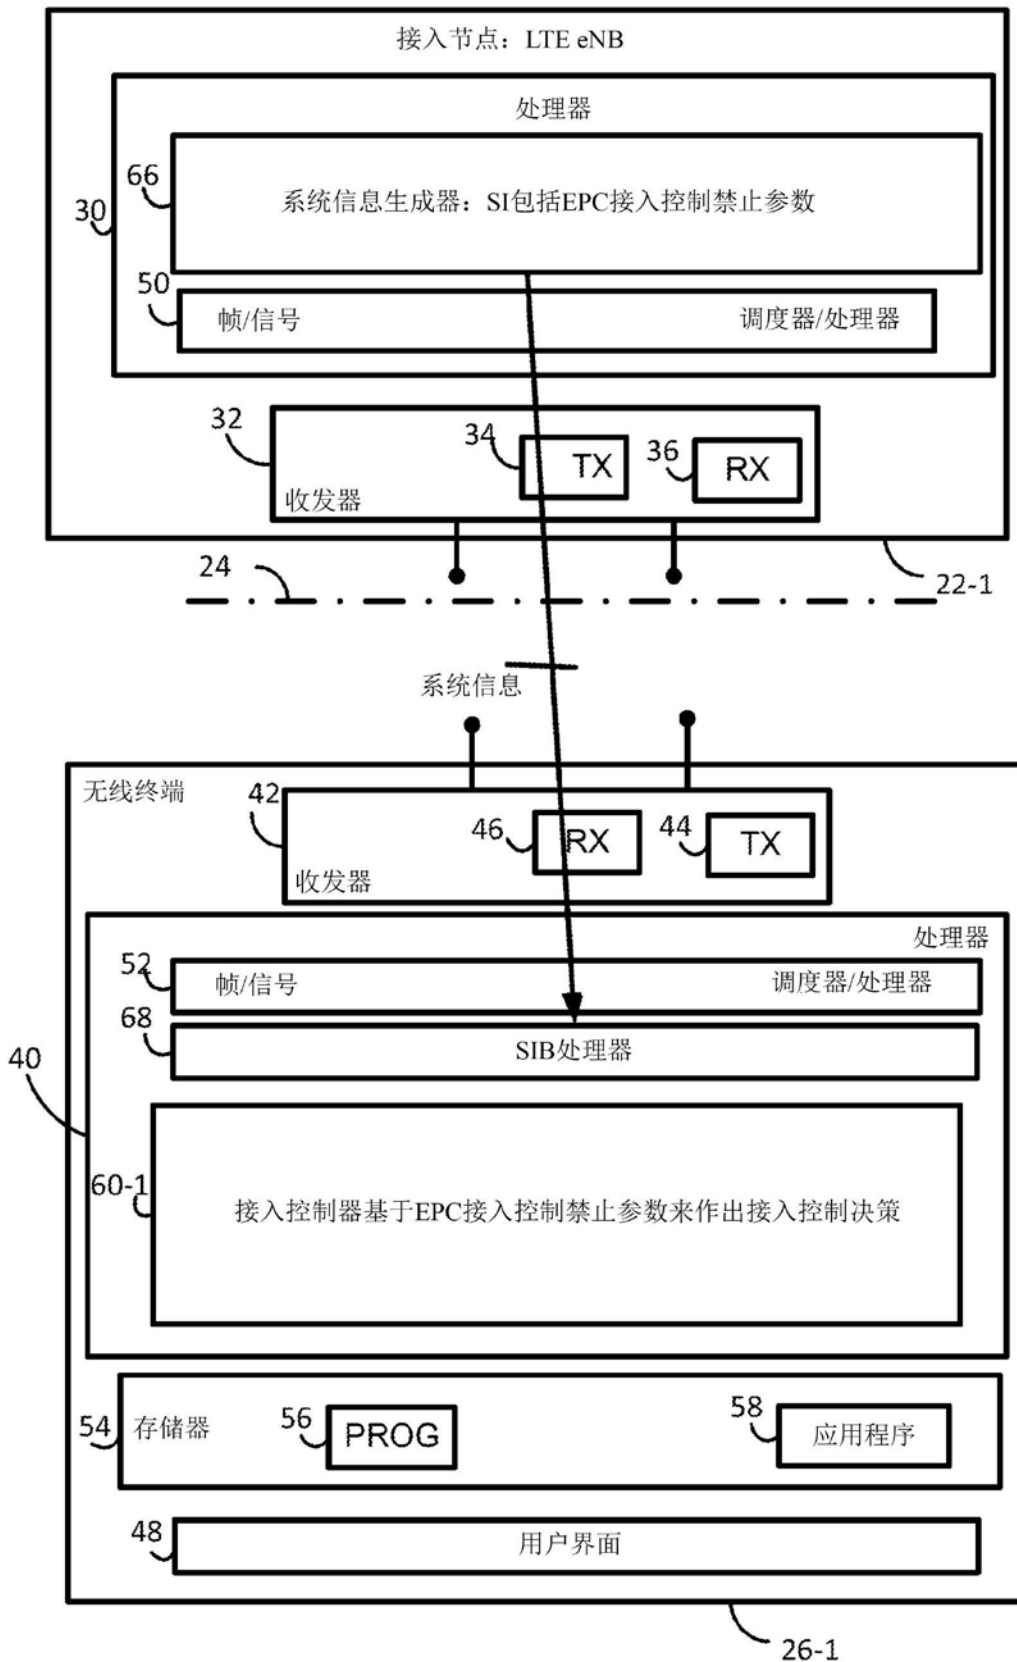 接入节点：LTE eNB
处理器
66
系统信息生成器：SI包括EPC接入控制禁止参数
30
50
帧/信号 调度器/处理器
32
34
TX
36
RX
收发器
24
22-1
系统信息
无线终端
42
46
RX
44
TX
收发器
处理器
52
帧/信号 调度器/处理器
68
SIB处理器
40
60-1
接入控制器基于EPC接入控制禁止参数来作出接入控制决策
54
存储器
56
PROG
58
应用程序
48
用户界面
26-1